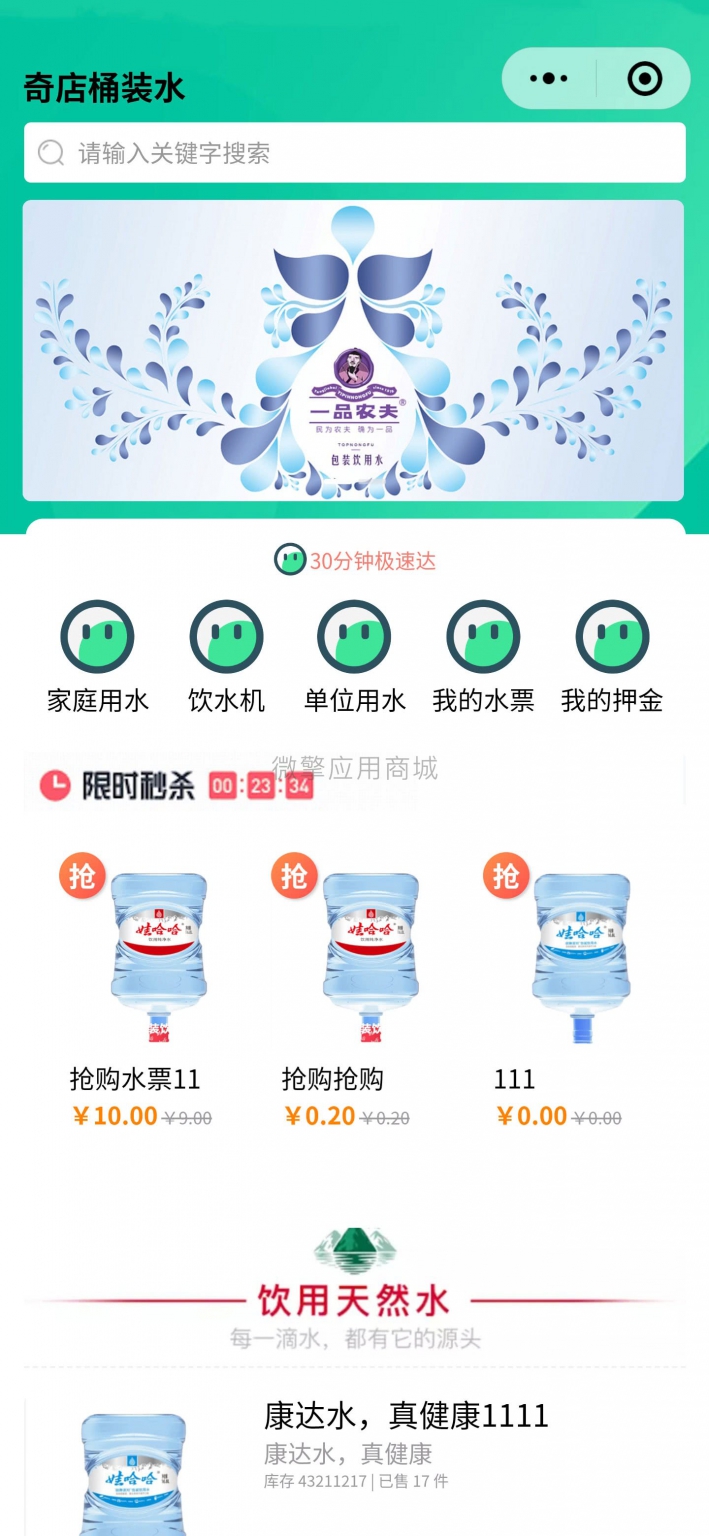 奇店桶装水
请输入关键字搜索
一品农夫®
民为农夫 确为一品
TOPNONGFU
包装饮用水
30分钟极速达
家庭用水 饮水机 单位用水 我的水票 我的押金
微擎应用商城
限时秒杀 00:23:34
抢 抢 抢
娃哈哈 娃哈哈 娃哈哈
抢购水票11 抢购抢购 111
￥10.00 ￥9.00 ￥0.20 ￥0.20 ￥0.00 ￥0.00
饮用天然水
每一滴水，都有它的源头
康达水，真健康1111
康达水，真健康
库存 43211217 | 已售 17 件
娃哈哈